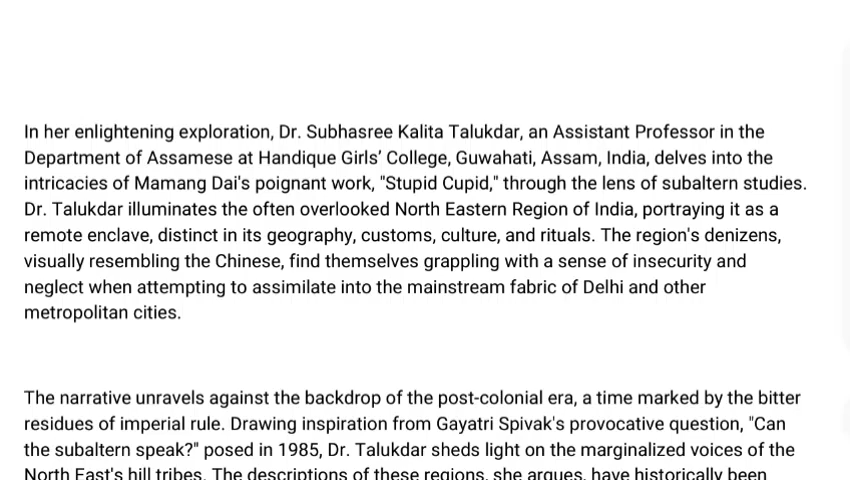 In her enlightening exploration, Dr. Subhasree Kalita Talukdar, an Assistant Professor in the
Department of Assamese at Handique Girls’ College, Guwahati, Assam, India, delves into the
intricacies of Mamang Dai's poignant work, "Stupid Cupid," through the lens of subaltern studies.
Dr. Talukdar illuminates the often overlooked North Eastern Region of India, portraying it as a
remote enclave, distinct in its geography, customs, culture, and rituals. The region's denizens,
visually resembling the Chinese, find themselves grappling with a sense of insecurity and
neglect when attempting to assimilate into the mainstream fabric of Delhi and other
metropolitan cities.
The narrative unravels against the backdrop of the post-colonial era, a time marked by the bitter
residues of imperial rule. Drawing inspiration from Gayatri Spivak's provocative question, "Can
the subaltern speak?" posed in 1985, Dr. Talukdar sheds light on the marginalized voices of the
North East's hill tribes. The descriptions of these regions, she argues, have historically been